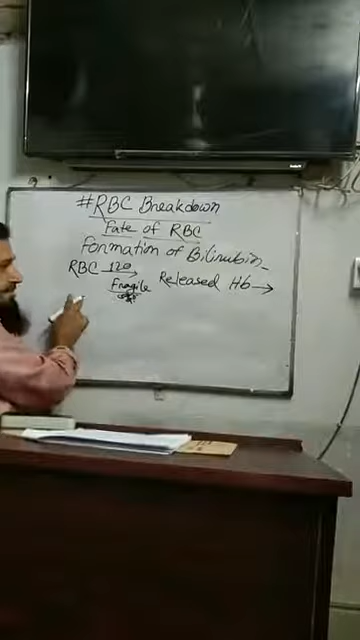 #RBC Breakdown
Fate of RBC
Formation of Bilirubin
RBC 120 → Released Hb →
Fragile